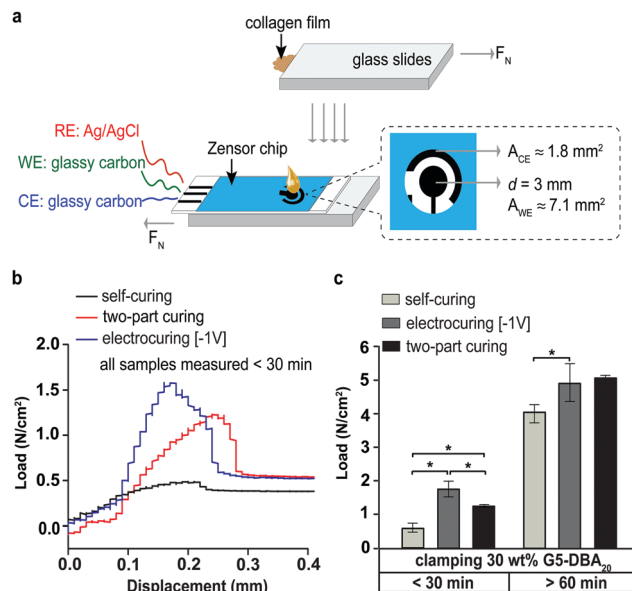 a
collagen film
glass slides
F_N
RE: Ag/AgCl
WE: glassy carbon
CE: glassy carbon
Zensor chip
F_N
A_CE ≈ 1.8 mm²
d = 3 mm
A_WE ≈ 7.1 mm²
b
self-curing
two-part curing
electrocuring [-1V]
all samples measured < 30 min
Load (N/cm²)
2.0
1.5
1.0
0.5
0.0
0.0 0.1 0.2 0.3 0.4
Displacement (mm)
c
self-curing
electrocuring [-1V]
two-part curing
Load (N/cm²)
6
5
4
3
2
1
0
* * * *
clamping 30 wt% G5-DBA₂₀
< 30 min > 60 min